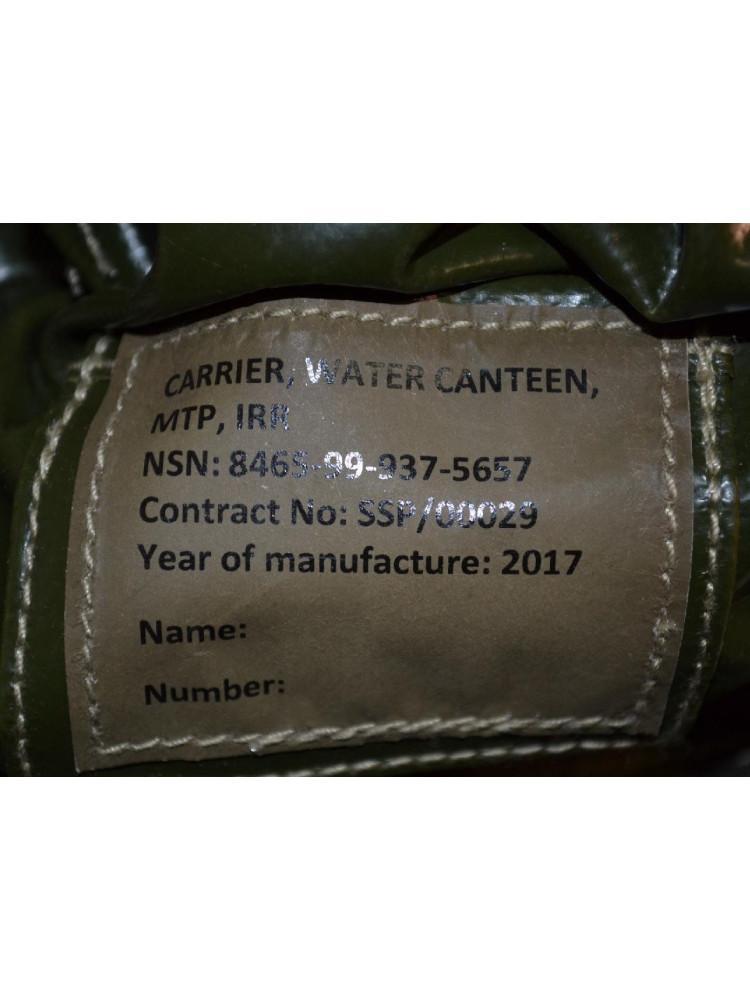 CARRIER, WATER CANTEEN,
MTP, IRR
NSN: 8465-99-937-5657
Contract No: SSP/00029
Year of manufacture: 2017
Name:
Number: